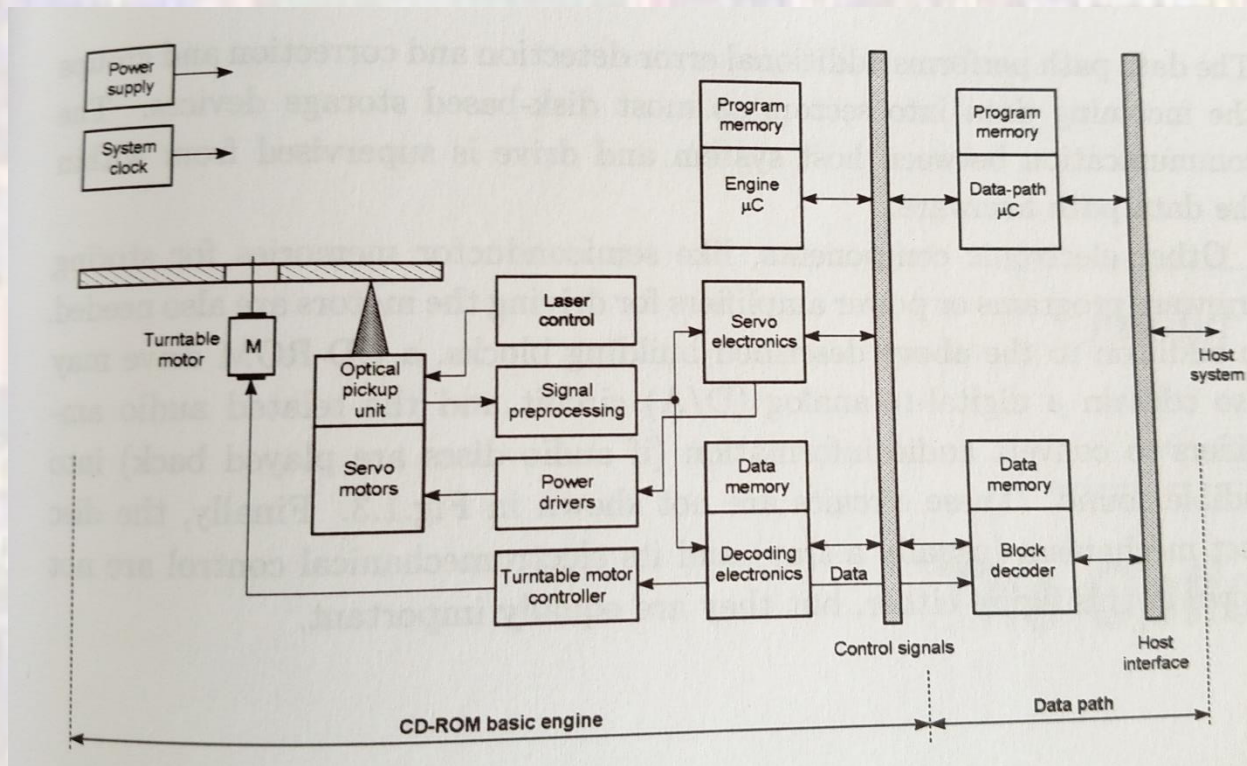 Power
supply
System
clock
Program
memory
Engine
μC
Program
memory
Data-path
μC
Turntable
motor
M
Optical
pickup
unit
Servo
motors
Laser
control
Signal
preprocessing
Power
drivers
Turntable motor
controller
Servo
electronics
Data
memory
Decoding
electronics
Data
Data
memory
Block
decoder
Host
system
Control signals
Host
interface
CD-ROM basic engine
Data path